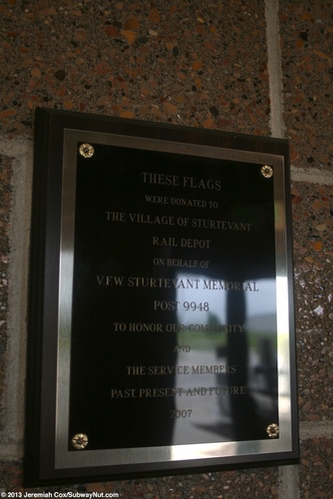 THESE FLAGS
WERE DONATED TO
THE VILLAGE OF STURTEVANT
RAIL DEPOT
ON BEHALF OF
V.F.W. STURTEVANT MEMORIAL
POST 9948
TO HONOR OUR COMMUNITY
AND
THE SERVICE MEMBERS
PAST, PRESENT AND FUTURE
2007
© 2013 Jeremiah Cox/SubwayNut.com